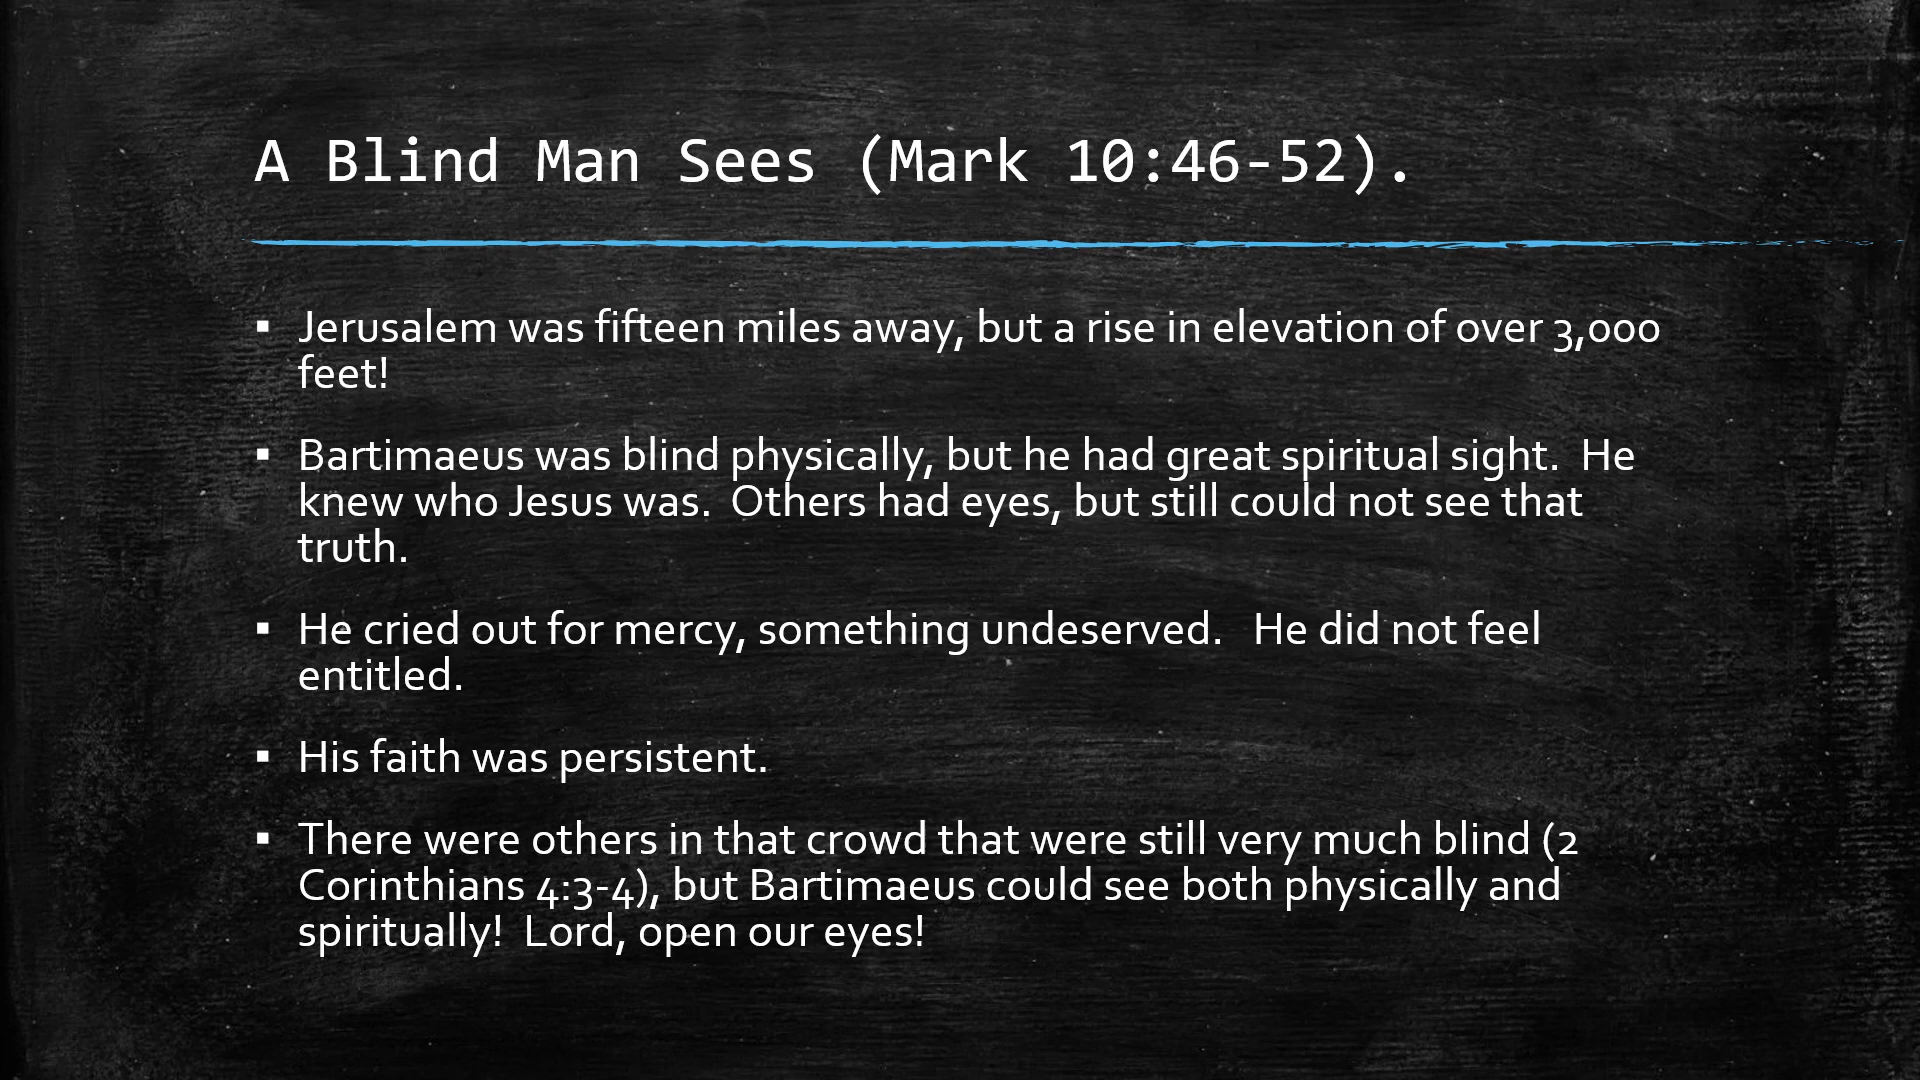 A Blind Man Sees (Mark 10:46-52).
▪ Jerusalem was fifteen miles away, but a rise in elevation of over 3,000
feet!
▪ Bartimaeus was blind physically, but he had great spiritual sight.  He
knew who Jesus was.  Others had eyes, but still could not see that
truth.
▪ He cried out for mercy, something undeserved.   He did not feel
entitled.
▪ His faith was persistent.
▪ There were others in that crowd that were still very much blind (2
Corinthians 4:3-4), but Bartimaeus could see both physically and
spiritually!  Lord, open our eyes!